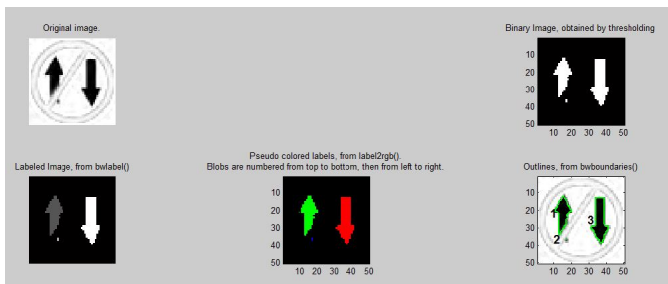 Original image.
Binary Image, obtained by thresholding
10
20
30
40
50
10 20 30 40 50
Labeled Image, from bwlabel()
Pseudo colored labels, from label2rgb().
Blobs are numbered from top to bottom, then from left to right.
10
20
30
40
50
10 20 30 40 50
Outlines, from bwboundaries()
10
20
30
40
50
1
2
3
10 20 30 40 50